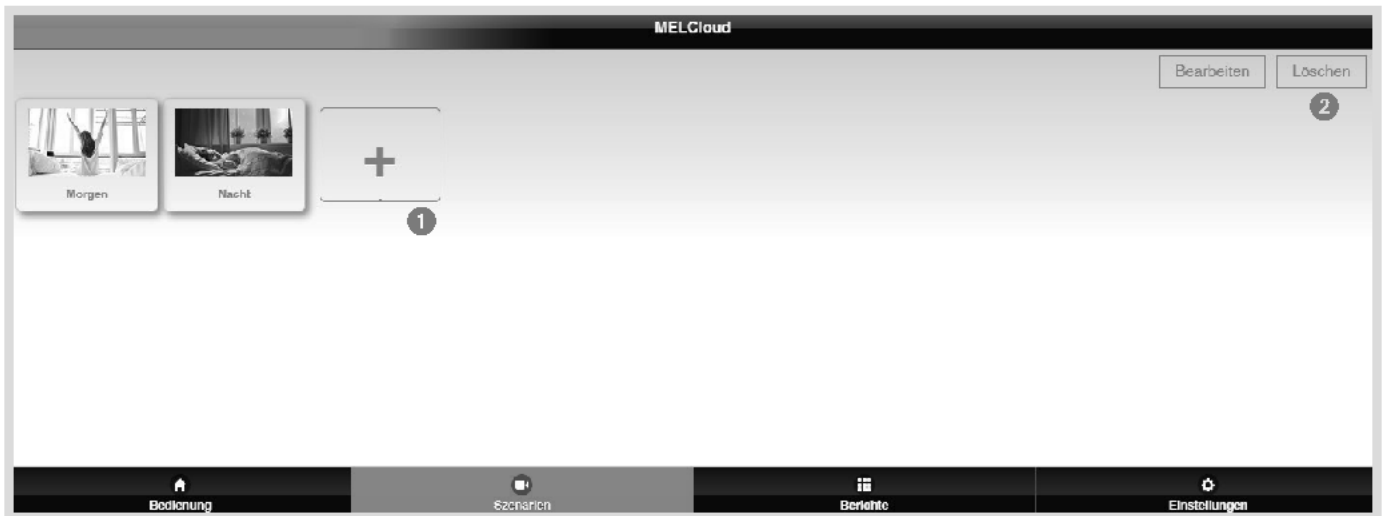 MELCloud
Bearbeiten Löschen
2
+
Morgen Nacht
1
Bedienung Szenarien Berichte Einstellungen